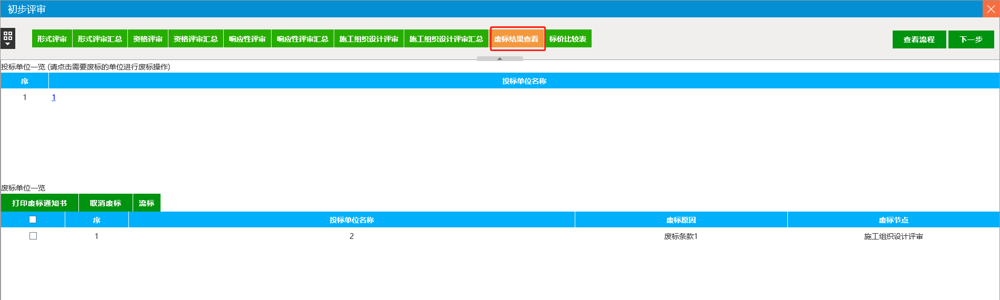 初步评审
形式评审 形式评审汇总 资格评审 资格评审汇总 响应性评审 响应性评审汇总 施工组织设计评审 施工组织设计评审汇总 废标结果查看 标价比较表 查看流程 下一步
投标单位一览 (请点击需要废标的单位进行废标操作)
序 投标单位名称
1 1
废标单位一览
打印废标通知书 取消废标 流标
序 投标单位名称 废标原因 废标节点
1 2 废标条款1 施工组织设计评审